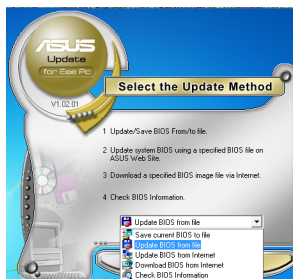 ASUS
Update
for Eee Pc
V1.02.01
Select the Update Method
1 Update/Save BIOS From/to file.
2 Update system BIOS using a specified BIOS file on
ASUS Web Site.
3 Download a specified BIOS image file via Internet.
4 Check BIOS Information.
Update BIOS from file
Save current BIOS to file
Update BIOS from file
Update BIOS from Internet
Download BIOS from Internet
Check BIOS Information